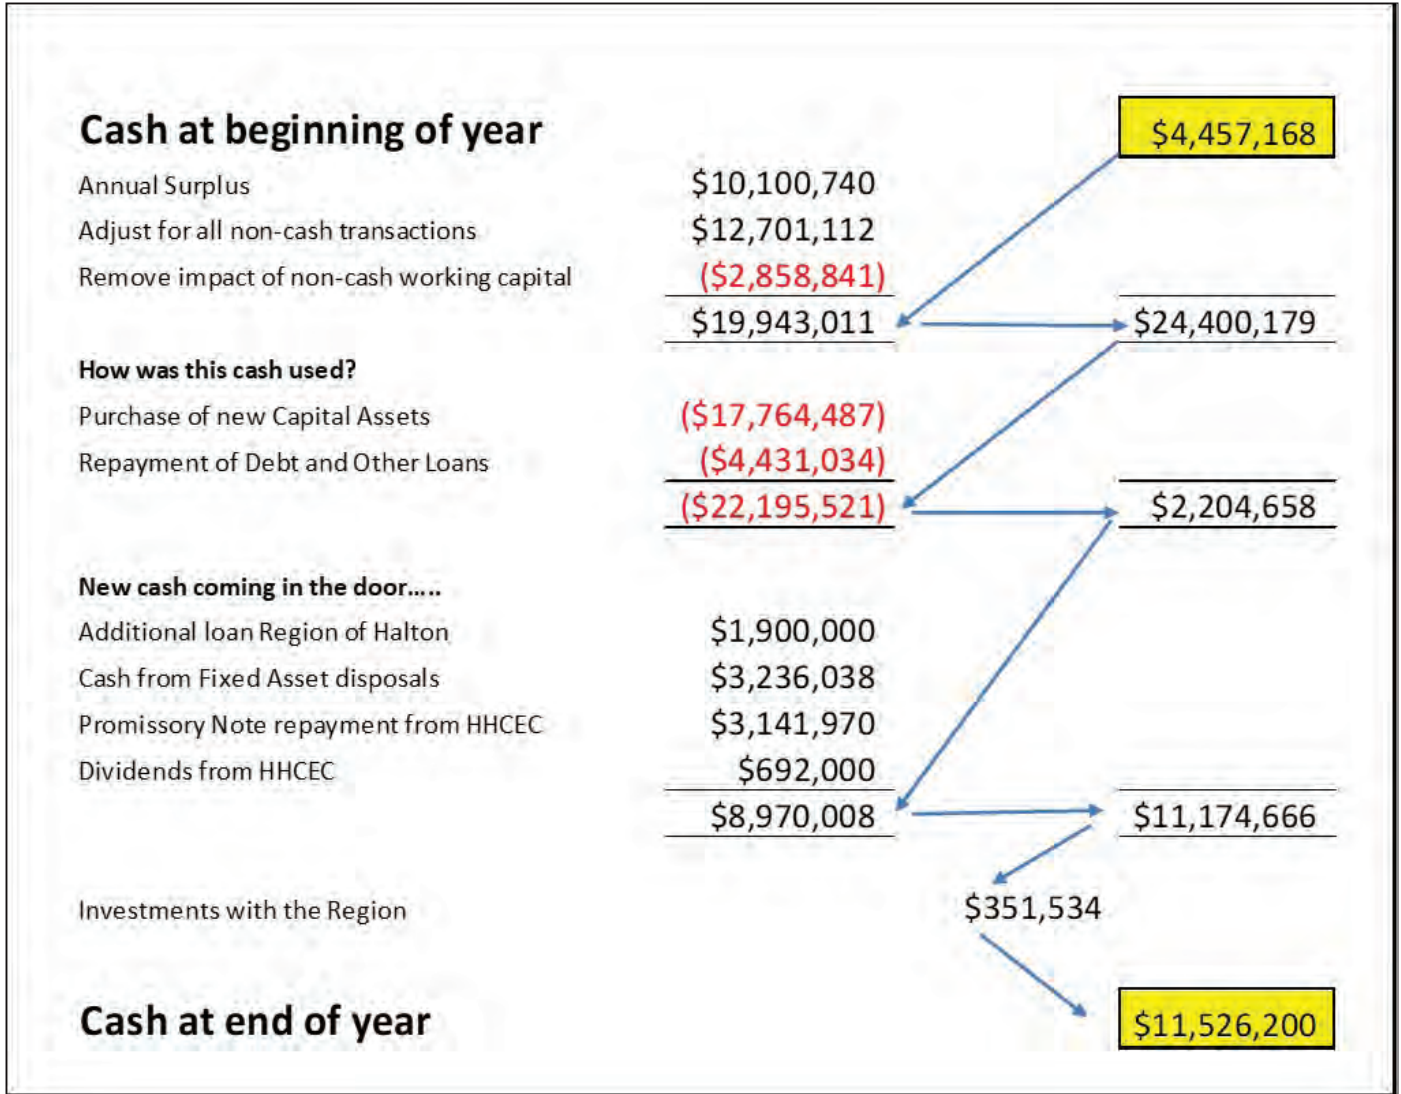 Cash at beginning of year $4,457,168
Annual Surplus $10,100,740
Adjust for all non-cash transactions $12,701,112
Remove impact of non-cash working capital ($2,858,841)
$19,943,011 $24,400,179
How was this cash used?
Purchase of new Capital Assets ($17,764,487)
Repayment of Debt and Other Loans ($4,431,034)
($22,195,521) $2,204,658
New cash coming in the door.....
Additional loan Region of Halton $1,900,000
Cash from Fixed Asset disposals $3,236,038
Promissory Note repayment from HHCEC $3,141,970
Dividends from HHCEC $692,000
$8,970,008 $11,174,666
Investments with the Region $351,534
Cash at end of year $11,526,200